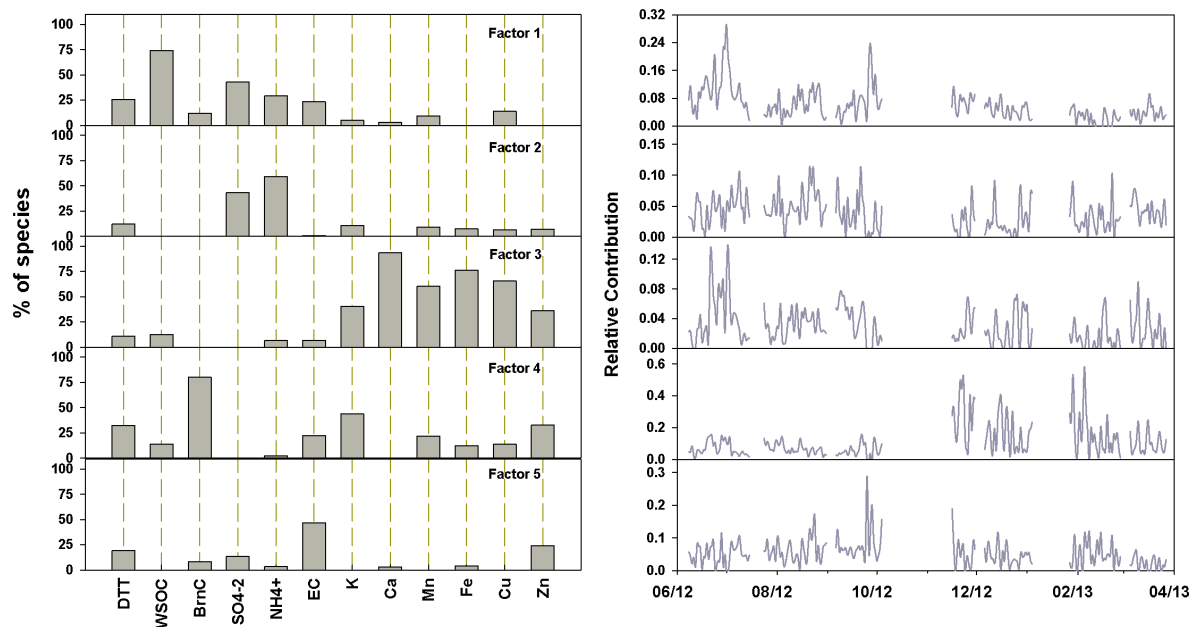 % of species
100
75
50
25
0
Factor 1
100
75
50
25
0
Factor 2
100
75
50
25
0
Factor 3
100
75
50
25
0
Factor 4
100
75
50
25
0
Factor 5
DTT
WSOC
BrnC
SO4-2
NH4+
EC
K
Ca
Mn
Fe
Cu
Zn
Relative Contribution
0.32
0.24
0.16
0.08
0.00
0.15
0.10
0.05
0.00
0.12
0.08
0.04
0.00
0.6
0.4
0.2
0.0
0.3
0.2
0.1
0.0
06/12
08/12
10/12
12/12
02/13
04/13